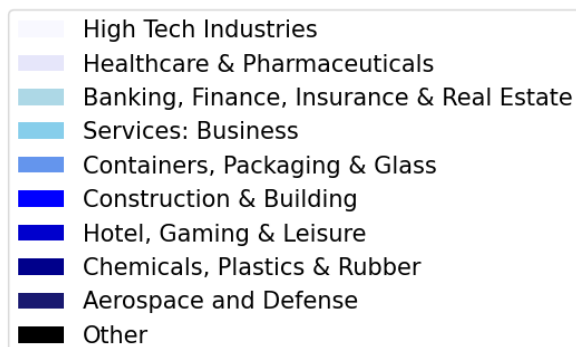 High Tech Industries
Healthcare & Pharmaceuticals
Banking, Finance, Insurance & Real Estate
Services: Business
Containers, Packaging & Glass
Construction & Building
Hotel, Gaming & Leisure
Chemicals, Plastics & Rubber
Aerospace and Defense
Other